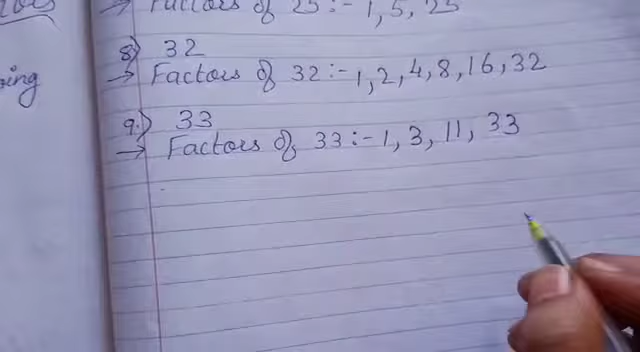 → Factors of 25 :- 1, 5, 25
8) 32
→ Factors of 32 :- 1, 2, 4, 8, 16, 32
9.) 33
→ Factors of 33 :- 1, 3, 11, 33